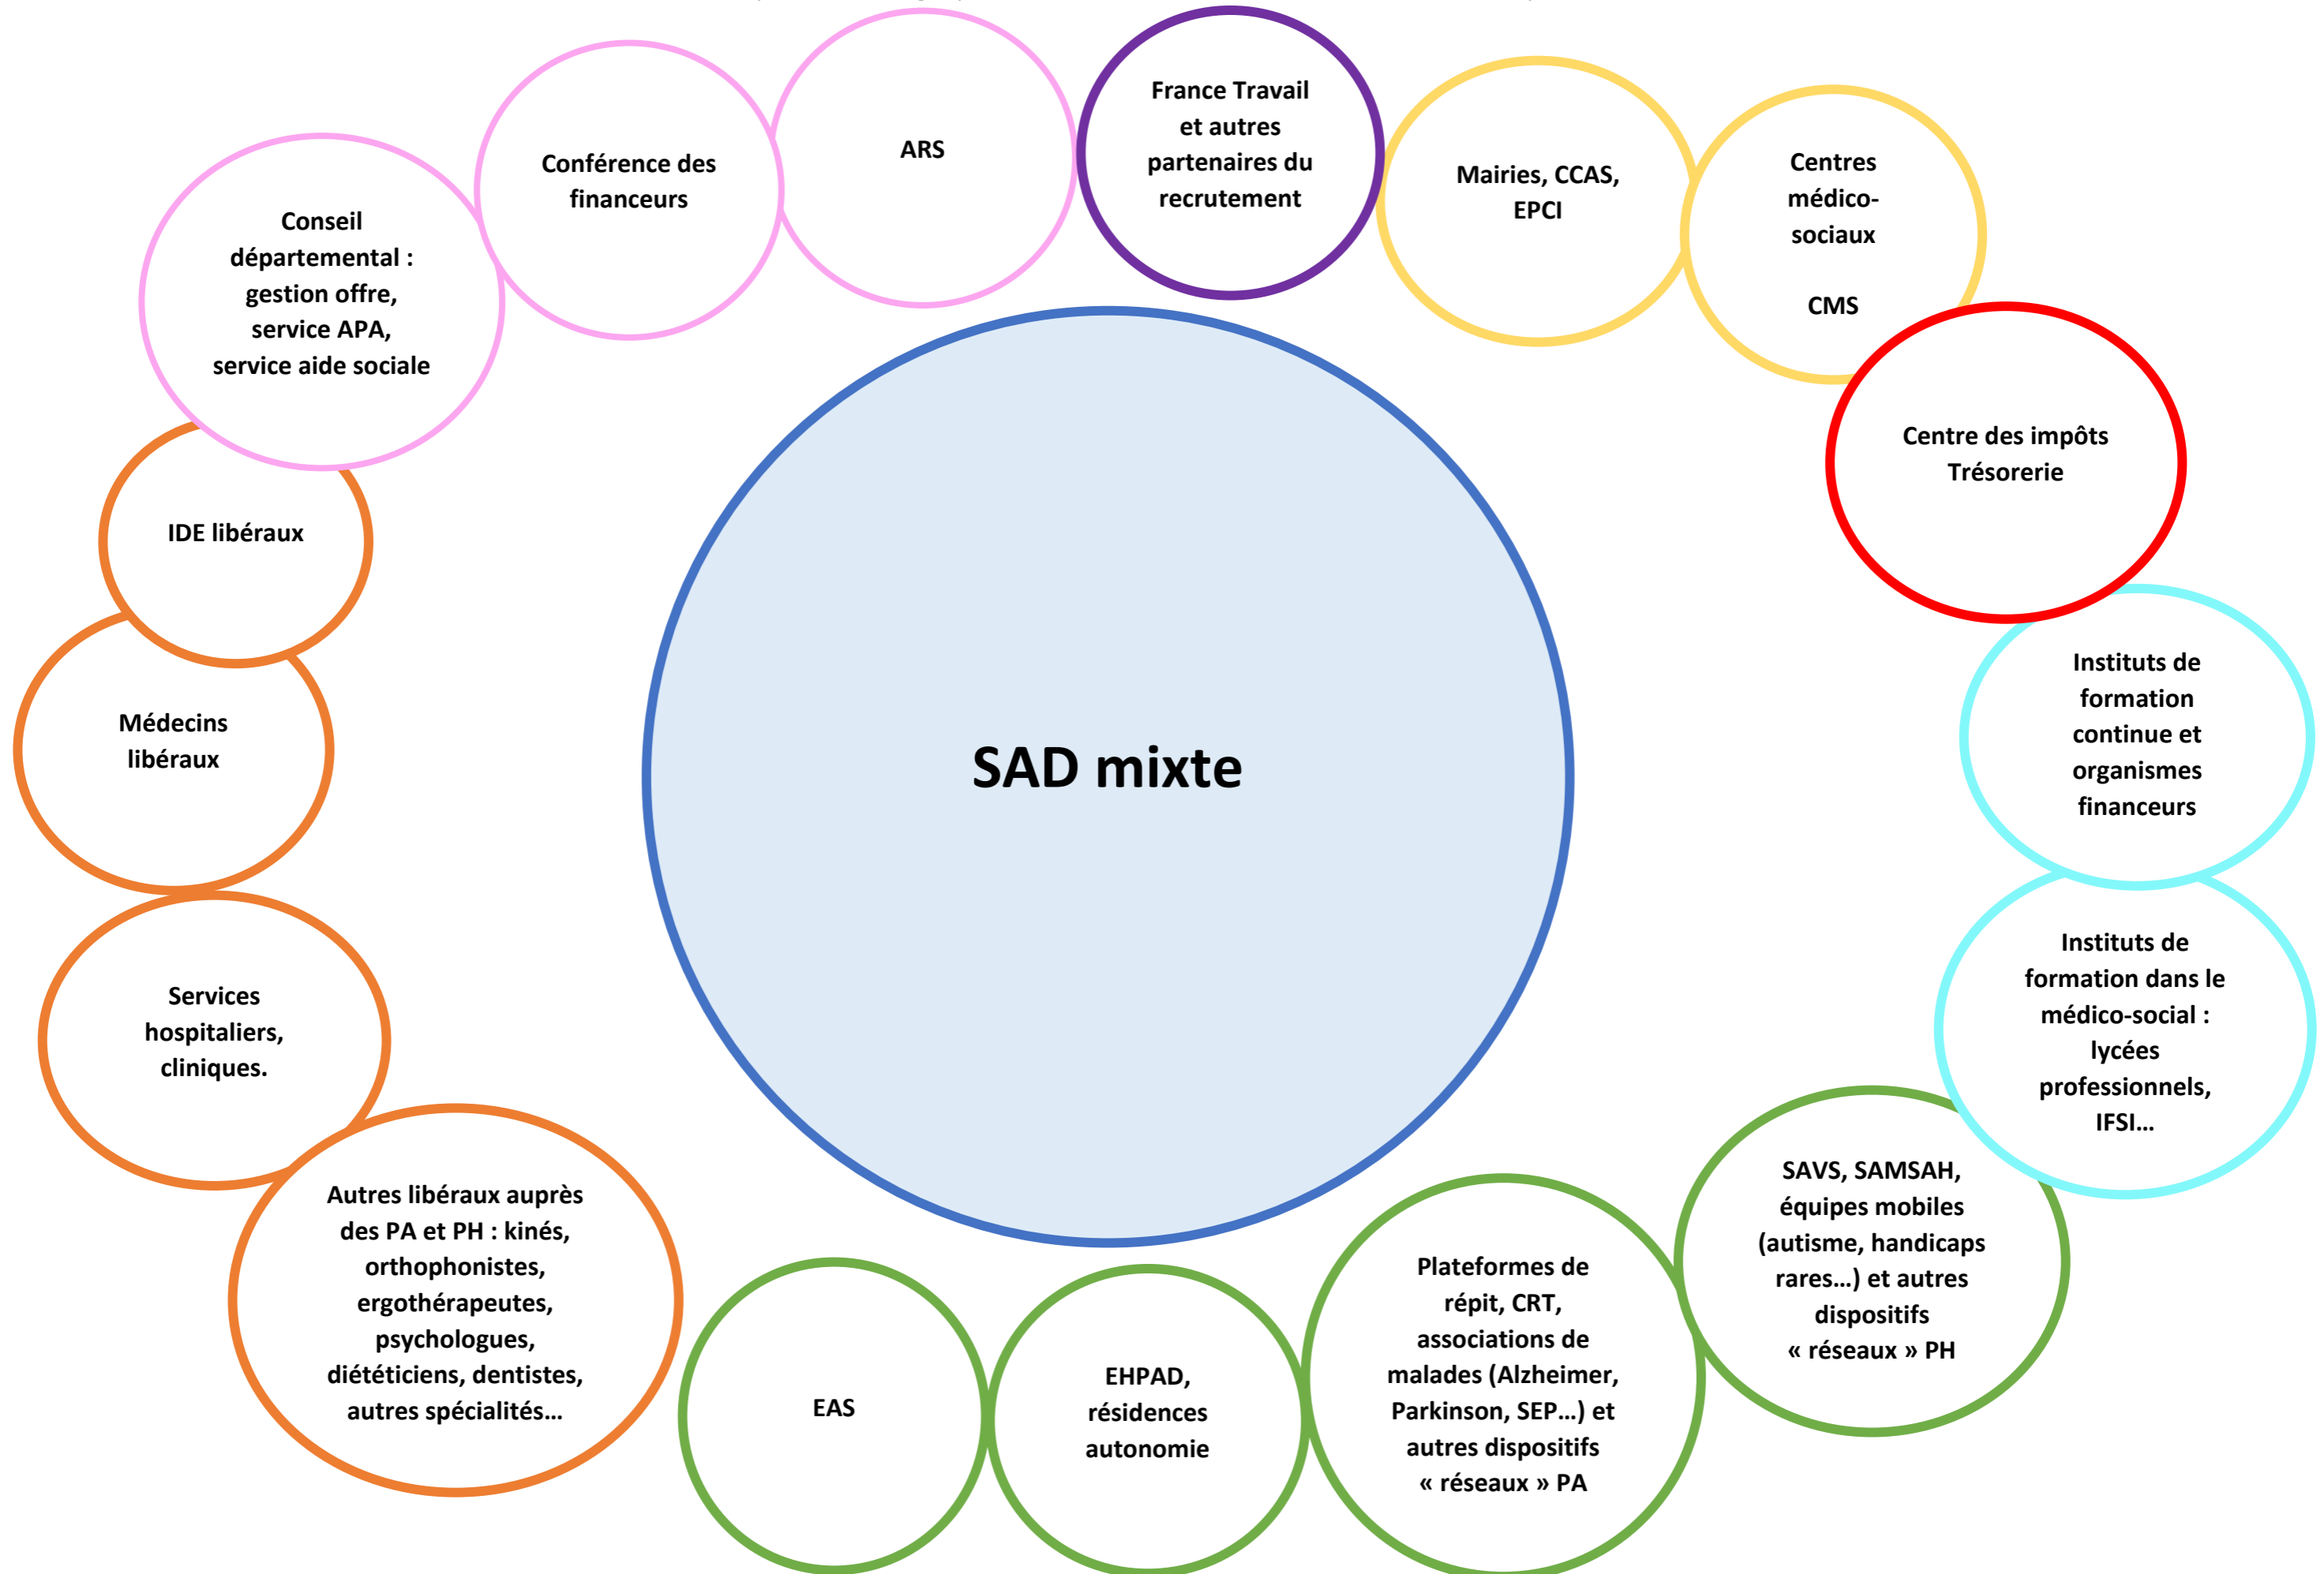 France Travail
et autres
partenaires du
recrutement
ARS
Conférence des
financeurs
Mairies, CCAS,
EPCI
Centres
médico-
sociaux
CMS
Conseil
départemental :
gestion offre,
service APA,
service aide sociale
Centre des impôts
Trésorerie
IDE libéraux
Médecins
libéraux
SAD mixte
Instituts de
formation
continue et
organismes
financeurs
Services
hospitaliers,
cliniques.
Instituts de
formation dans le
médico-social :
lycées
professionnels,
IFSI…
Autres libéraux auprès
des PA et PH : kinés,
orthophonistes,
ergothérapeutes,
psychologues,
diététiciens, dentistes,
autres spécialités…
EAS
EHPAD,
résidences
autonomie
Plateformes de
répit, CRT,
associations de
malades (Alzheimer,
Parkinson, SEP…) et
autres dispositifs
« réseaux » PA
SAVS, SAMSAH,
équipes mobiles
(autisme, handicaps
rares…) et autres
dispositifs
« réseaux » PH